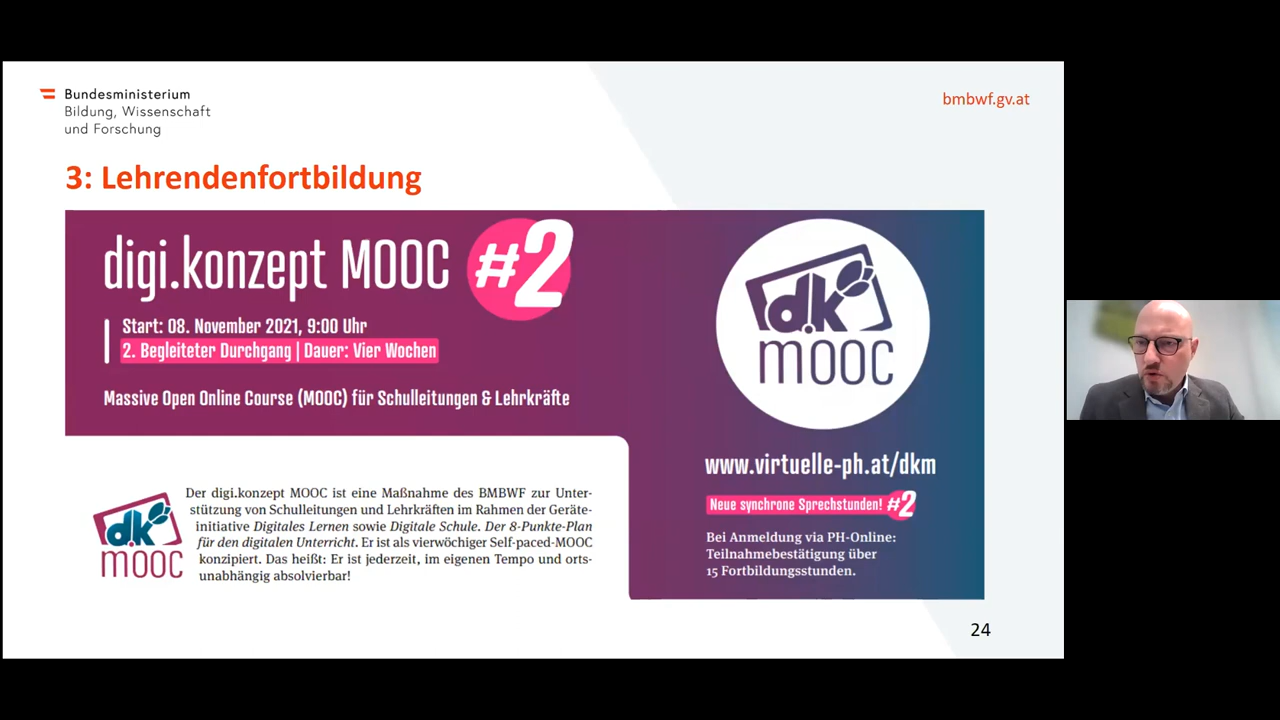 Bundesministerium
Bildung, Wissenschaft
und Forschung
bmbwf.gv.at
3: Lehrendenfortbildung
digi.konzept MOOC #2
Start: 08. November 2021, 9:00 Uhr
2. Begleiteter Durchgang | Dauer: Vier Wochen
Massive Open Online Course (MOOC) für Schulleitungen & Lehrkräfte
d.k
mooc
www.virtuelle-ph.at/dkm
Neue synchrone Sprechstunden! #2
Bei Anmeldung via PH-Online:
Teilnahmebestätigung über
15 Fortbildungsstunden.
d.k
mooc
Der digi.konzept MOOC ist eine Maßnahme des BMBWF zur Unter-
stützung von Schulleitungen und Lehrkräften im Rahmen der Geräte-
initiative Digitales Lernen sowie Digitale Schule. Der 8-Punkte-Plan
für den digitalen Unterricht. Er ist als vierwöchiger Self-paced-MOOC
konzipiert. Das heißt: Er ist jederzeit, im eigenen Tempo und orts-
unabhängig absolvierbar!
24